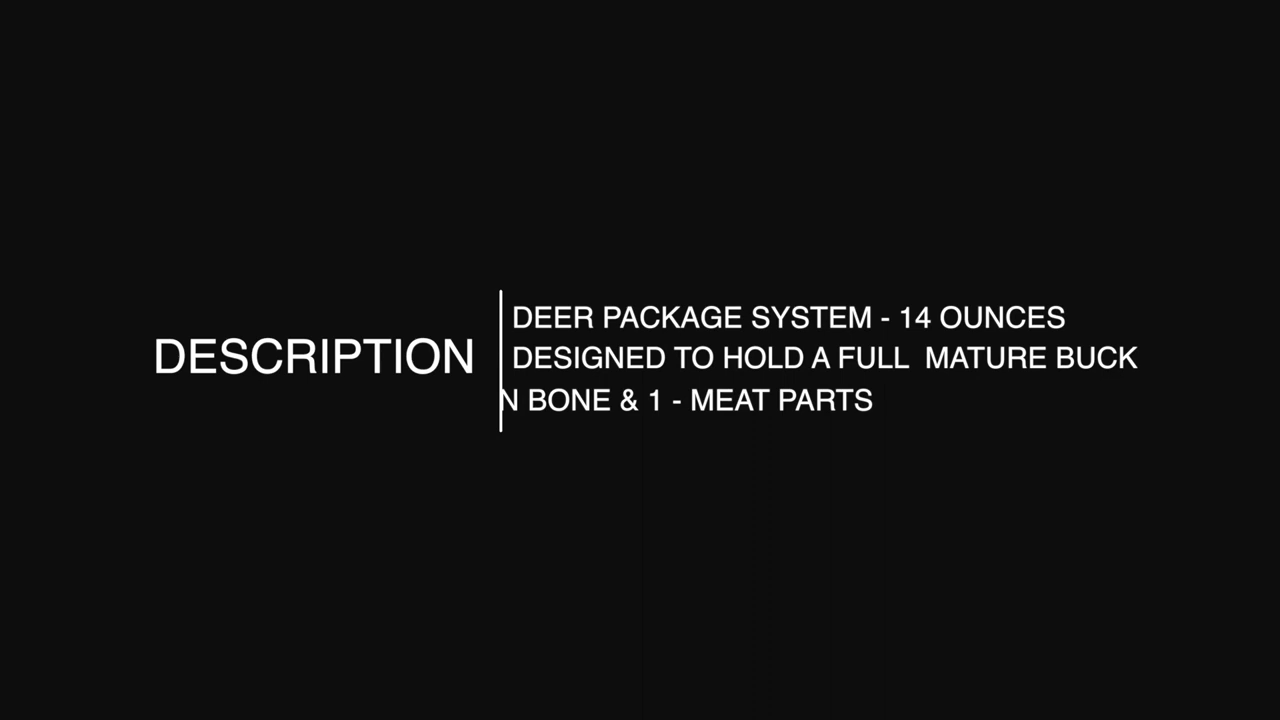 DESCRIPTION
DEER PACKAGE SYSTEM - 14 OUNCES
DESIGNED TO HOLD A FULL MATURE BUCK
N BONE & 1 - MEAT PARTS